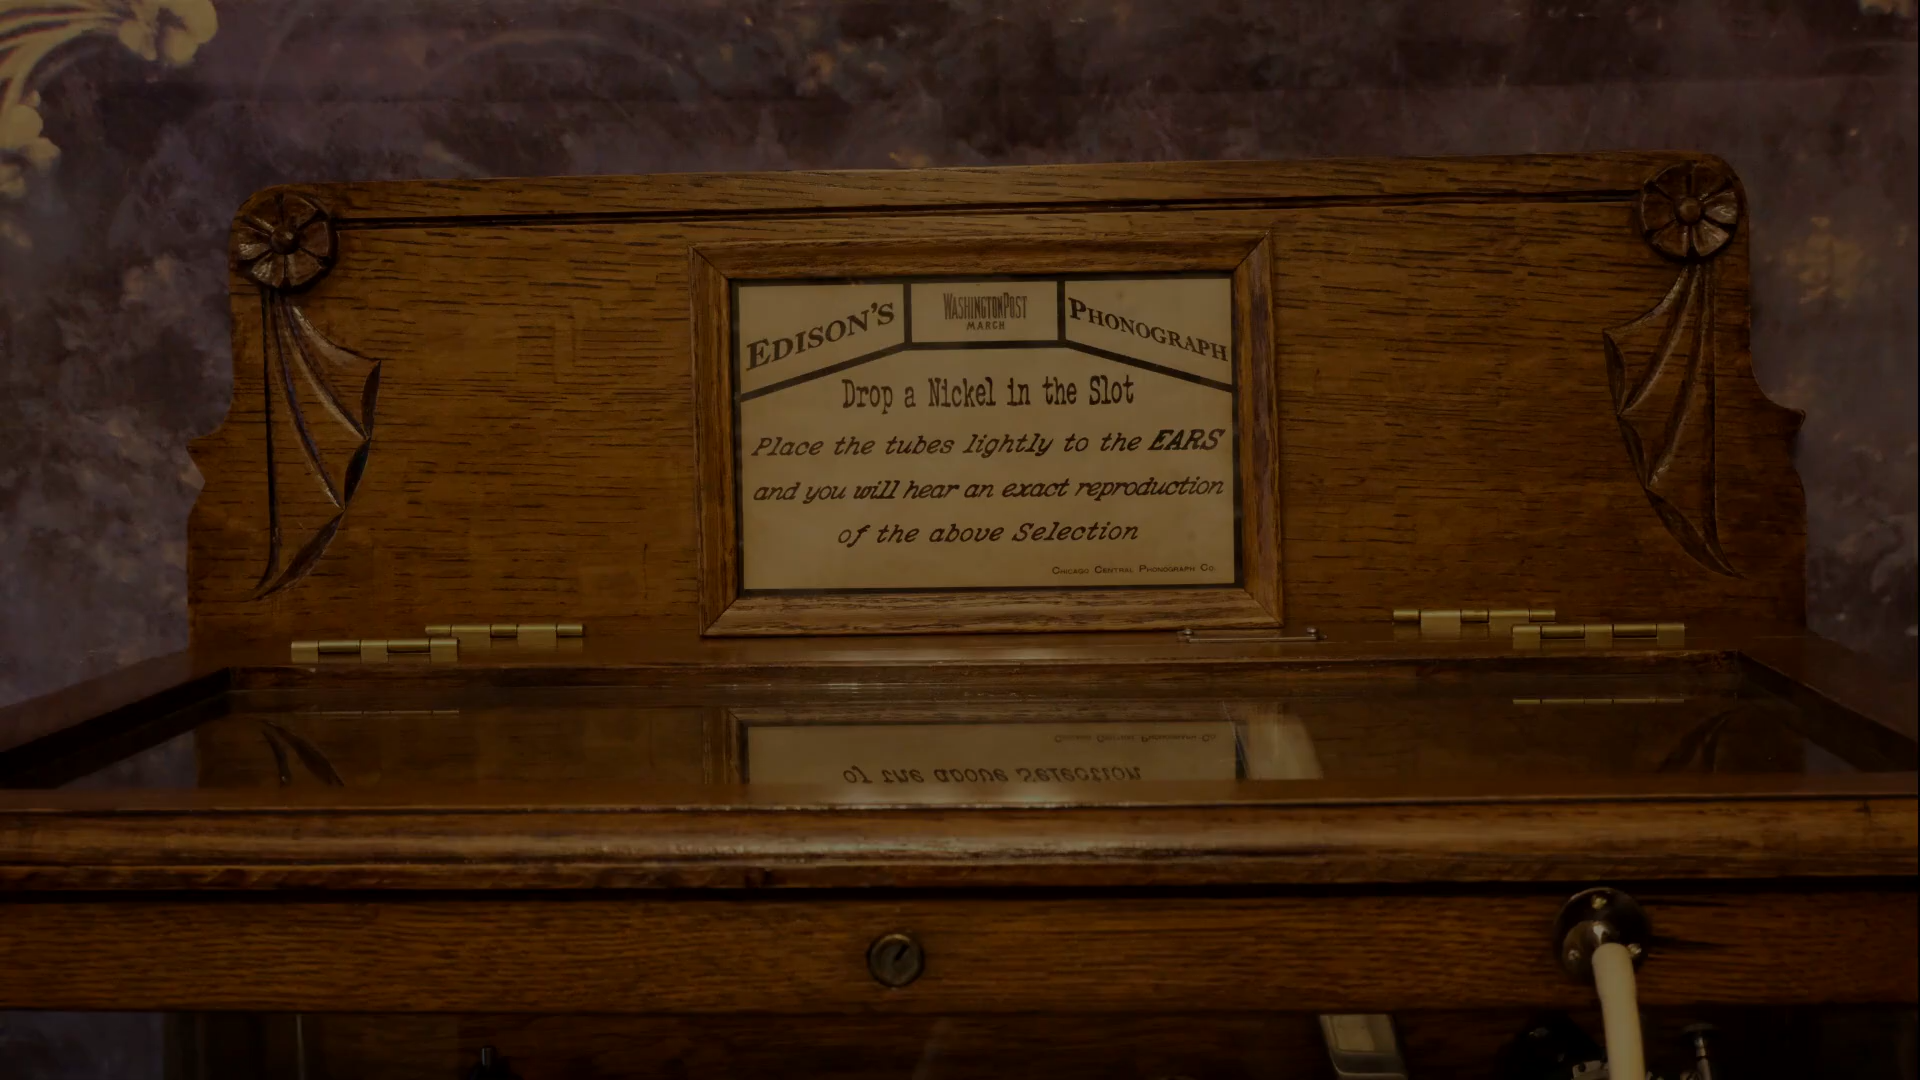 EDISON'S
WASHINGTON POST
MARCH
PHONOGRAPH
Drop a Nickel in the Slot
Place the tubes lightly to the EARS
and you will hear an exact reproduction
of the above Selection
CHICAGO CENTRAL PHONOGRAPH CO.